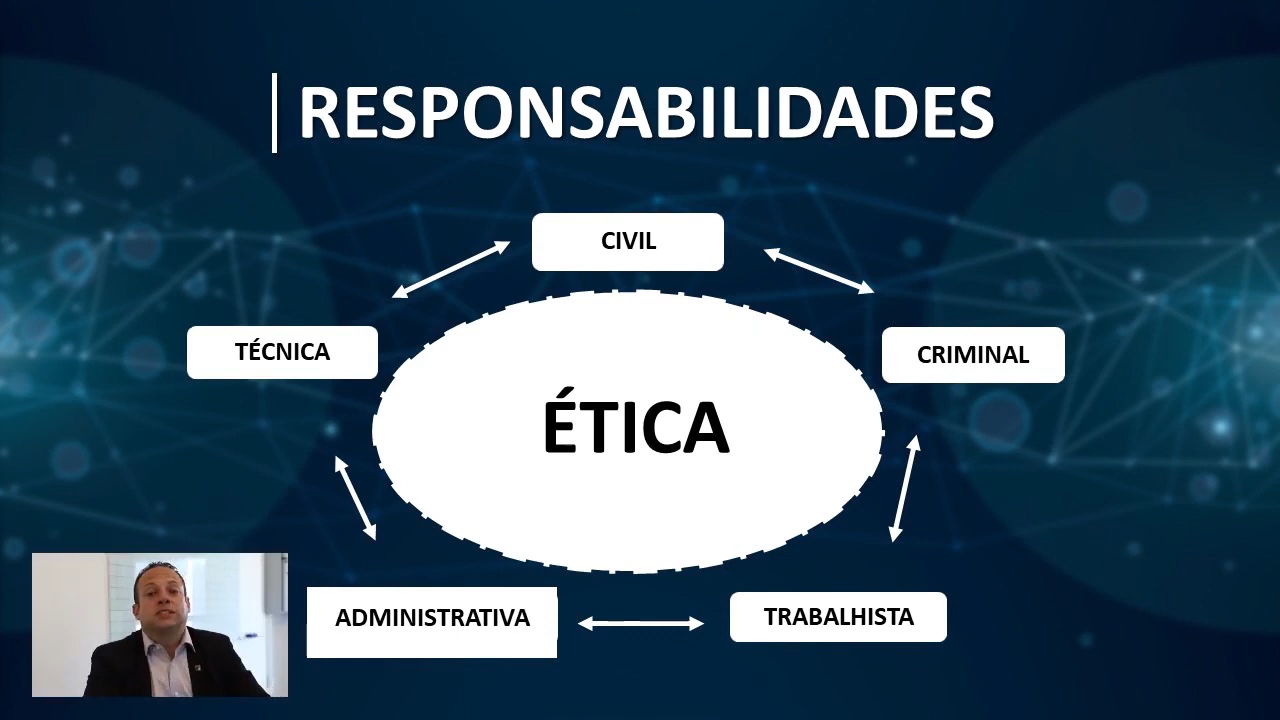 RESPONSABILIDADES
CIVIL
TÉCNICA
CRIMINAL
ÉTICA
ADMINISTRATIVA
TRABALHISTA